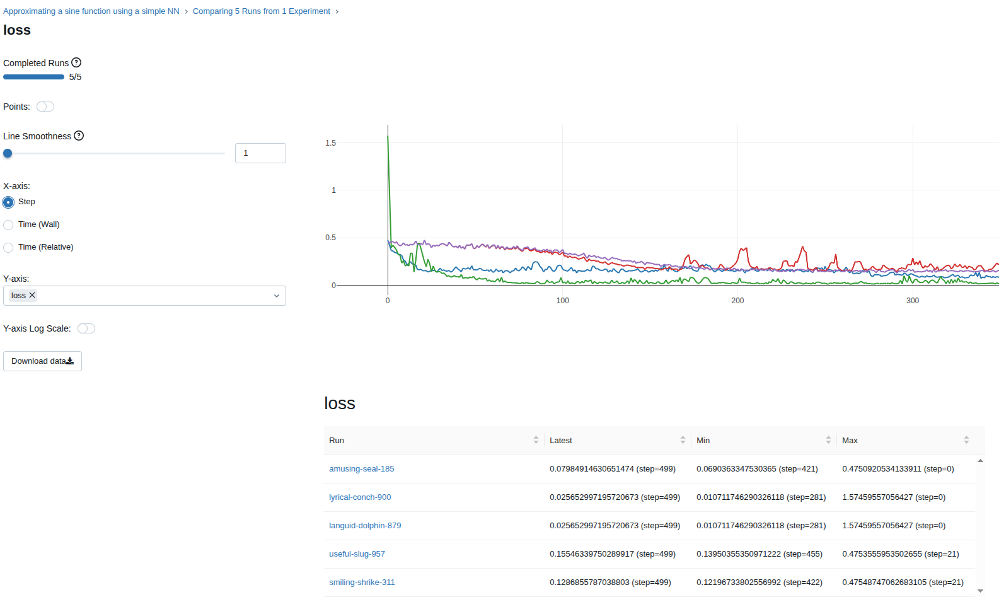 Approximating a sine function using a simple NN › Comparing 5 Runs from 1 Experiment ›
loss
Completed Runs ?
5/5
Points:
Line Smoothness ?
1
X-axis:
Step
Time (Wall)
Time (Relative)
Y-axis:
loss ×
Y-axis Log Scale:
Download data
1.5
1
0.5
0
0 100 200 300
loss
Run Latest Min Max
amusing-seal-185 0.07984914630651474 (step=499) 0.0690363347530365 (step=421) 0.4750920534133911 (step=0)
lyrical-conch-900 0.025652997195720673 (step=499) 0.010711746290326118 (step=281) 1.57459557056427 (step=0)
languid-dolphin-879 0.025652997195720673 (step=499) 0.010711746290326118 (step=281) 1.57459557056427 (step=0)
useful-slug-957 0.15546339750289917 (step=499) 0.13950355350971222 (step=455) 0.4753555953502655 (step=21)
smiling-shrike-311 0.1286855787038803 (step=499) 0.12196733802556992 (step=422) 0.47548747062683105 (step=21)